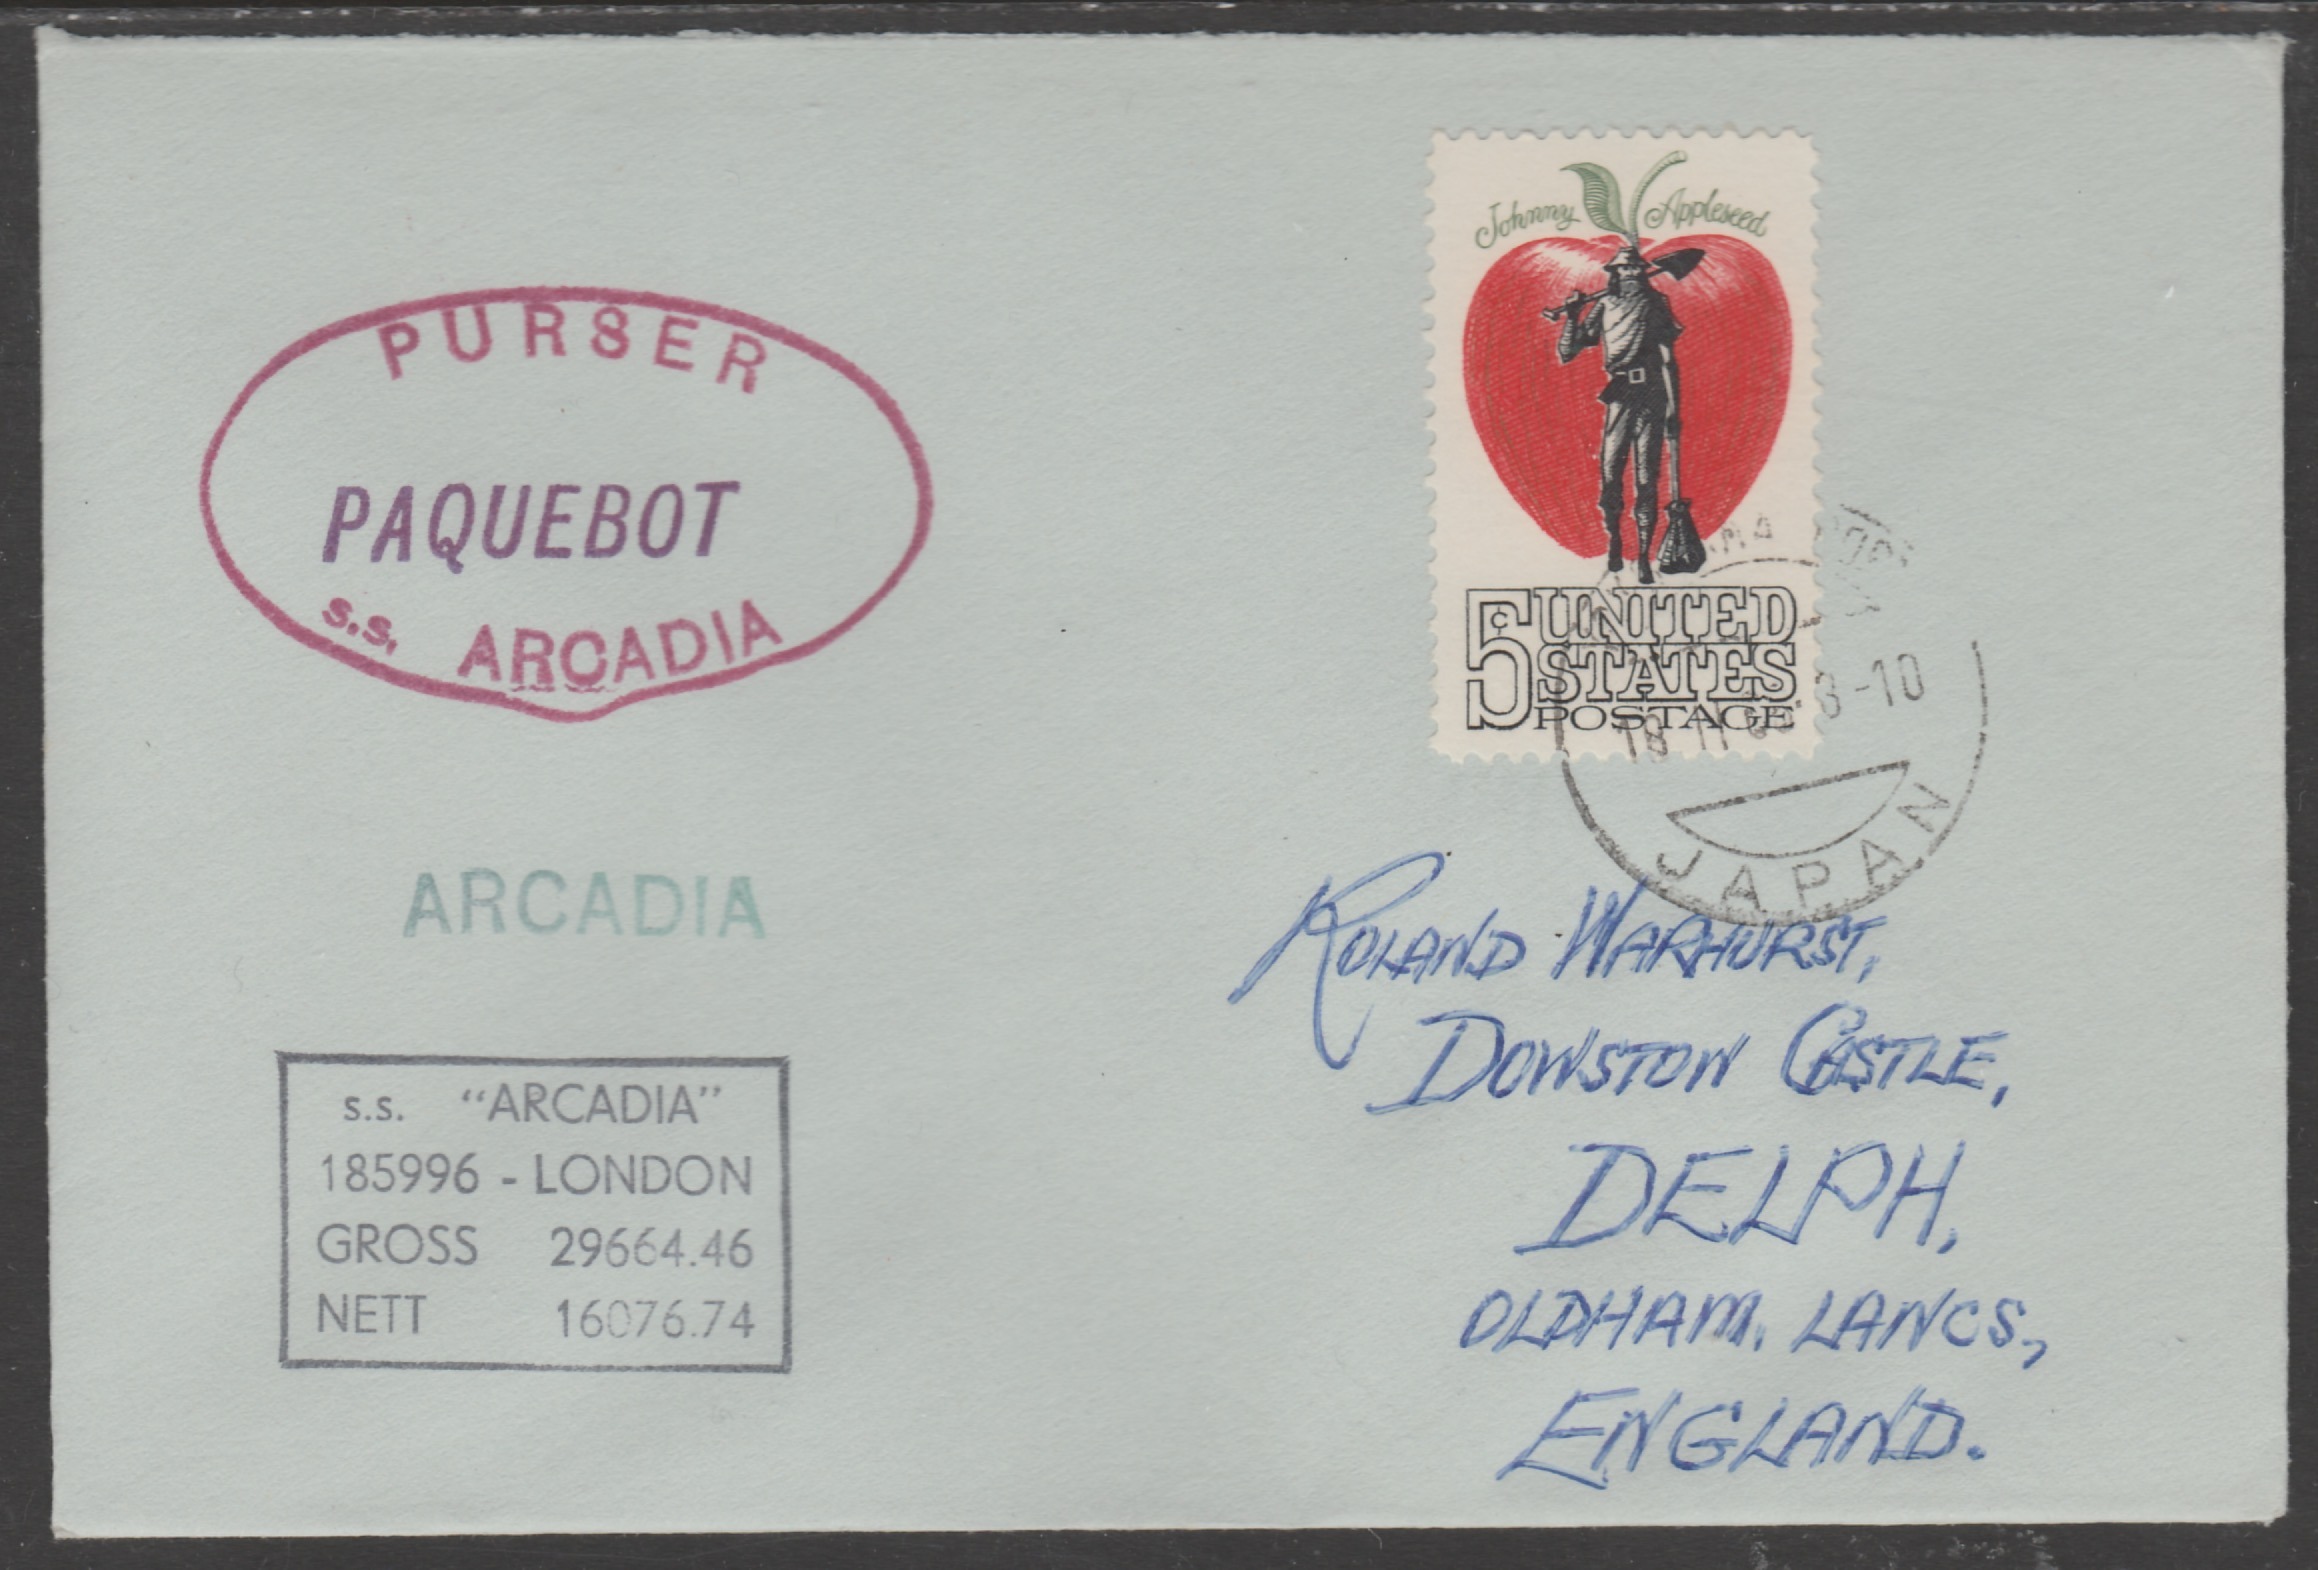 PURSER
PAQUEBOT
s.s. ARCADIA
ARCADIA
s.s. "ARCADIA"
185996 - LONDON
GROSS 29664.46
NETT 16076.74
Johnny Appleseed
5¢ UNITED
STATES
POSTAGE
JAPAN
ROLAND WARHURST,
DOWSTOW CASTLE,
DELPH,
OLDHAM. LANCS,
ENGLAND.